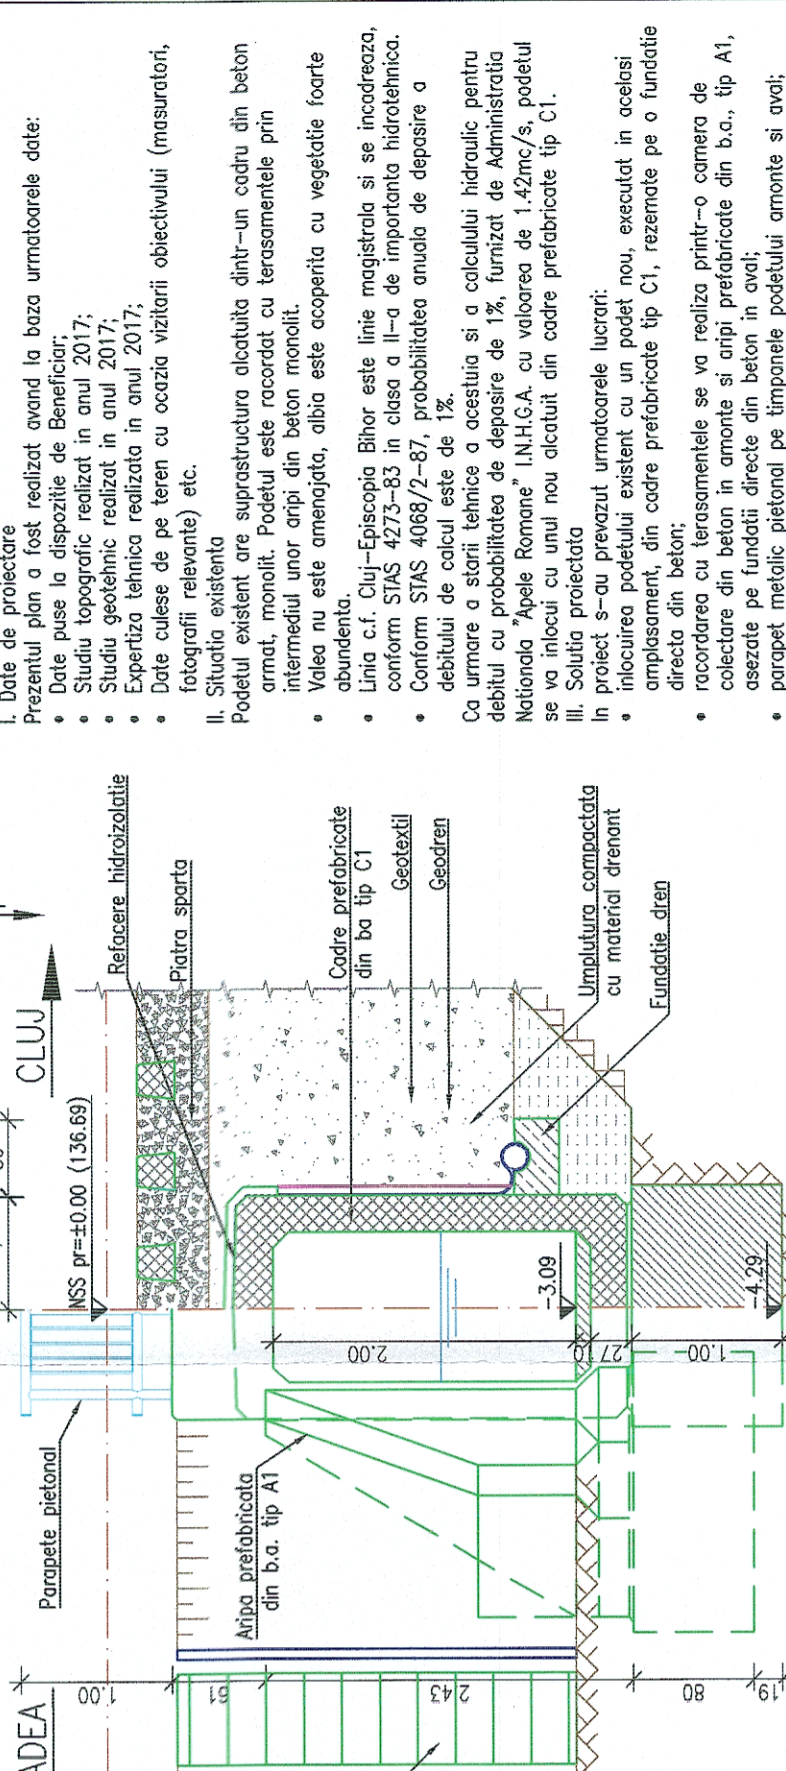 I. Date de proiectare
Prezentul plan a fost realizat avand la baza urmatoarele date:
• Date puse la dispozitie de Beneficiar;
• Studiu topografic realizat in anul 2017;
• Studiu geotehnic realizat in anul 2017;
• Expertiza tehnica realizata in anul 2017;
• Date culese de pe teren cu ocazia vizitarii obiectivului (masuratori,
fotografii relevante) etc.
II. Situatia existenta
Podetul existent are suprastructura alcatuita dintr-un cadru din beton
armat, monolit. Podetul este racordat cu terasamentele prin
intermediul unor aripi din beton monolit.
• Valea nu este amenajata, albia este acoperita cu vegetatie foarte
abundenta.
• Linia c.f. Cluj-Episcopia Bihor este linie magistrala si se incadreaza,
conform STAS 4273-83 in clasa a II-a de importanta hidrotehnica.
• Conform STAS 4068/2-87, probabilitatea anuala de depasire a
debitului de calcul este de 1%.
Ca urmare a starii tehnice a acestuia si a calculului hidraulic pentru
debitul cu probabilitatea de depasire de 1%, furnizat de Administratia
Nationala "Apele Romane" I.N.H.G.A. cu valoarea de 1.42mc/s, podetul
se va inlocui cu unul nou alcatuit din cadre prefabricate tip C1.
III. Solutia proiectata
In proiect s-au prevazut urmatoarele lucrari:
• inlocuirea podetului existent cu un podet nou, executat in acelasi
amplasament, din cadre prefabricate tip C1, rezemate pe o fundatie
directa din beton;
• racordarea cu terasamentele se va realiza printr-o camera de
colectare din beton in amonte si aripi prefabricate din b.a., tip A1,
asezate pe fundatii directe din beton in aval;
• parapet metalic pietonal pe timpanele podetului amonte si aval;
CLUJ
NSS pr=±0.00 (136.69)
Refacere hidroizolatie
Piatra sparta
Cadre prefabricate
din ba tip C1
Geotextil
Geodren
Umplutura compactata
cu material drenant
Fundatie dren
Parapete pietonal
Aripa prefabricata
din b.a. tip A1
2.00
-3.09
27
1.00
-4.29
ADEA
1.00
61
2.43
80
19